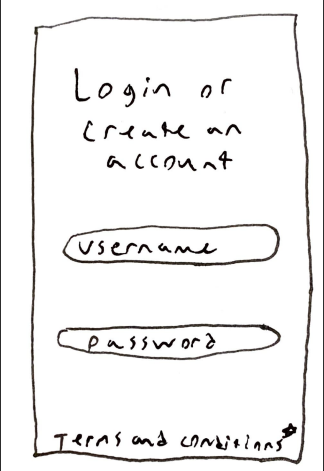 Login or
create an
account
username
password
Terms and conditions*